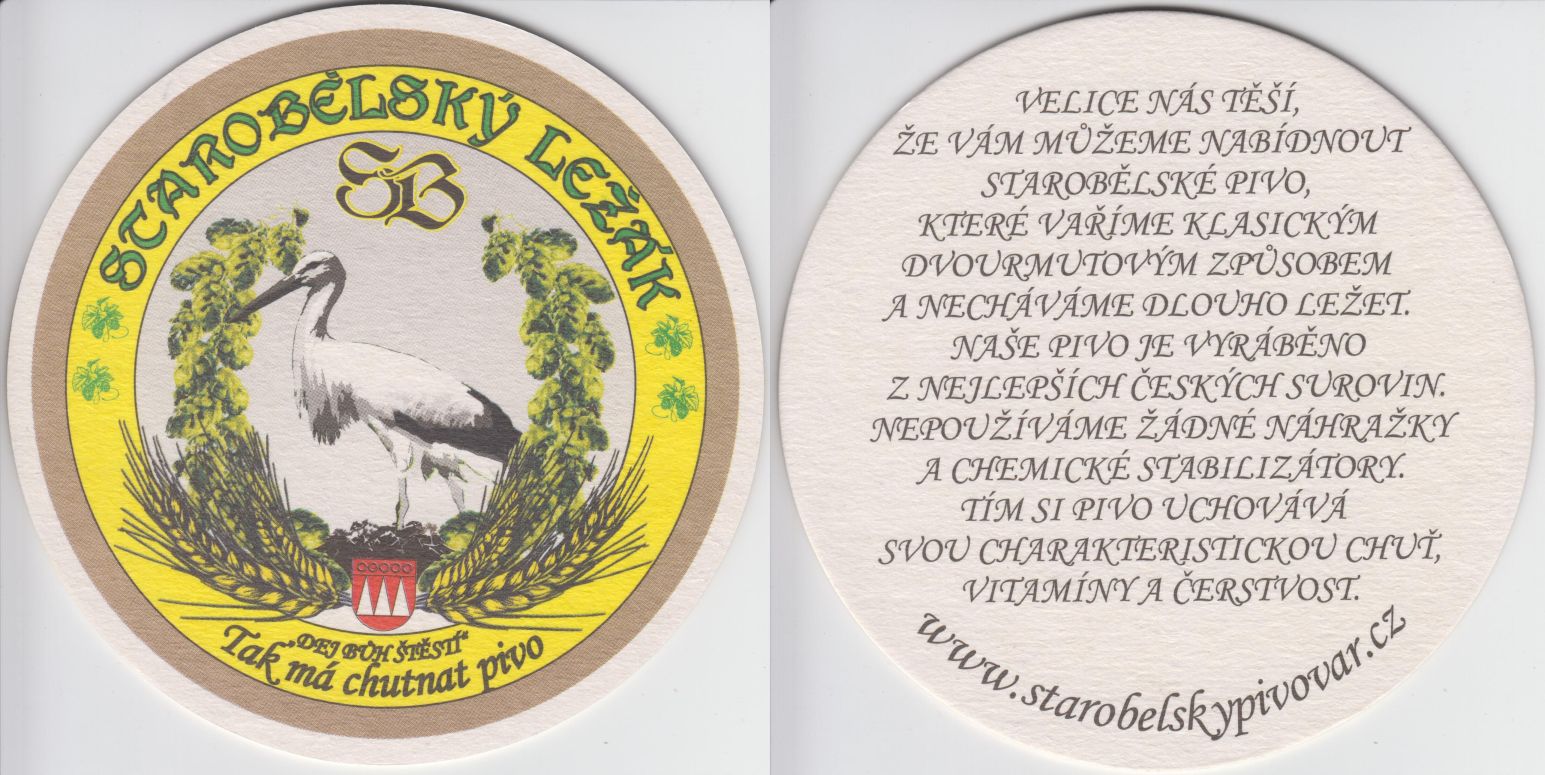 STAROBĚLSKÝ LEŽÁK
SB
"DEJ BŮH ŠTĚSTÍ"
Tak má chutnat pivo
VELICE NÁS TĚŠÍ,
ŽE VÁM MŮŽEME NABÍDNOUT
STAROBĚLSKÉ PIVO,
KTERÉ VAŘÍME KLASICKÝM
DVOURMUTOVÝM ZPŮSOBEM
A NECHÁVÁME DLOUHO LEŽET.
NAŠE PIVO JE VYRÁBĚNO
Z NEJLEPŠÍCH ČESKÝCH SUROVIN.
NEPOUŽÍVÁME ŽÁDNÉ NÁHRAŽKY
A CHEMICKÉ STABILIZÁTORY.
TÍM SI PIVO UCHOVÁVÁ
SVOU CHARAKTERISTICKOU CHUŤ,
VITAMÍNY A ČERSTVOST.
www.starobelskypivovar.cz